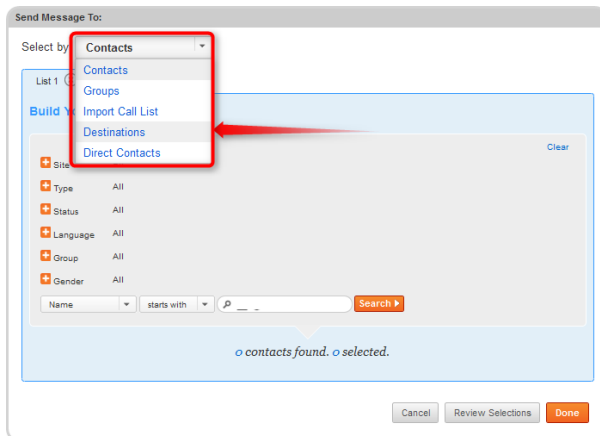 Send Message To:
Select by Contacts
Contacts
Groups
Import Call List
Destinations
Direct Contacts
List 1
Build
Clear
Site
Type All
Status All
Language All
Group All
Gender All
Name starts with Search
0 contacts found. 0 selected.
Cancel Review Selections Done